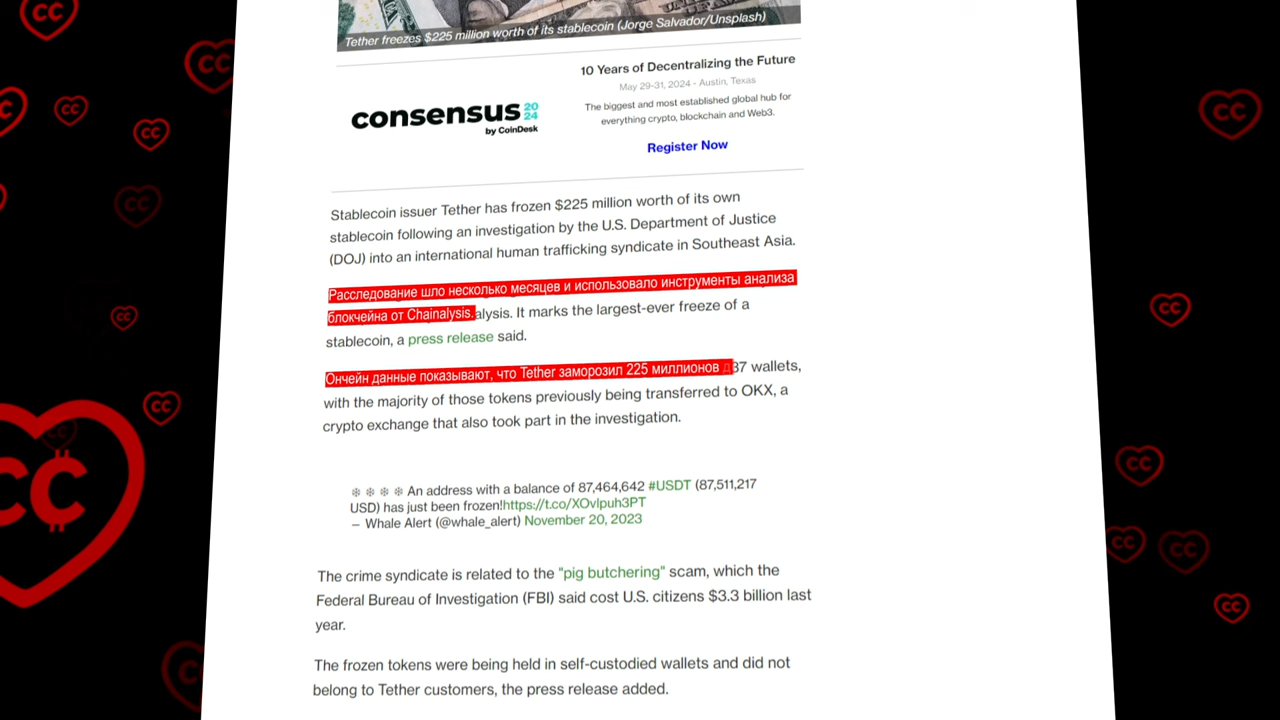 Tether freezes $225 million worth of its stablecoin (Jorge Salvador/Unsplash)
consensus 2024
by CoinDesk
10 Years of Decentralizing the Future
May 29-31, 2024 - Austin, Texas
The biggest and most established global hub for
everything crypto, blockchain and Web3.
Register Now
Stablecoin issuer Tether has frozen $225 million worth of its own
stablecoin following an investigation by the U.S. Department of Justice
(DOJ) into an international human trafficking syndicate in Southeast Asia.
Расследование шло несколько месяцев и использовало инструменты анализа
блокчейна от Chainalysis.alysis. It marks the largest-ever freeze of a
stablecoin, a press release said.
Ончейн данные показывают, что Tether заморозил 225 миллионов д37 wallets,
with the majority of those tokens previously being transferred to OKX, a
crypto exchange that also took part in the investigation.
❄ ❄ ❄ ❄ An address with a balance of 87,464,642 #USDT (87,511,217
USD) has just been frozen!https://t.co/XOvlpuh3PT
— Whale Alert (@whale_alert) November 20, 2023
The crime syndicate is related to the "pig butchering" scam, which the
Federal Bureau of Investigation (FBI) said cost U.S. citizens $3.3 billion last
year.
The frozen tokens were being held in self-custodied wallets and did not
belong to Tether customers, the press release added.